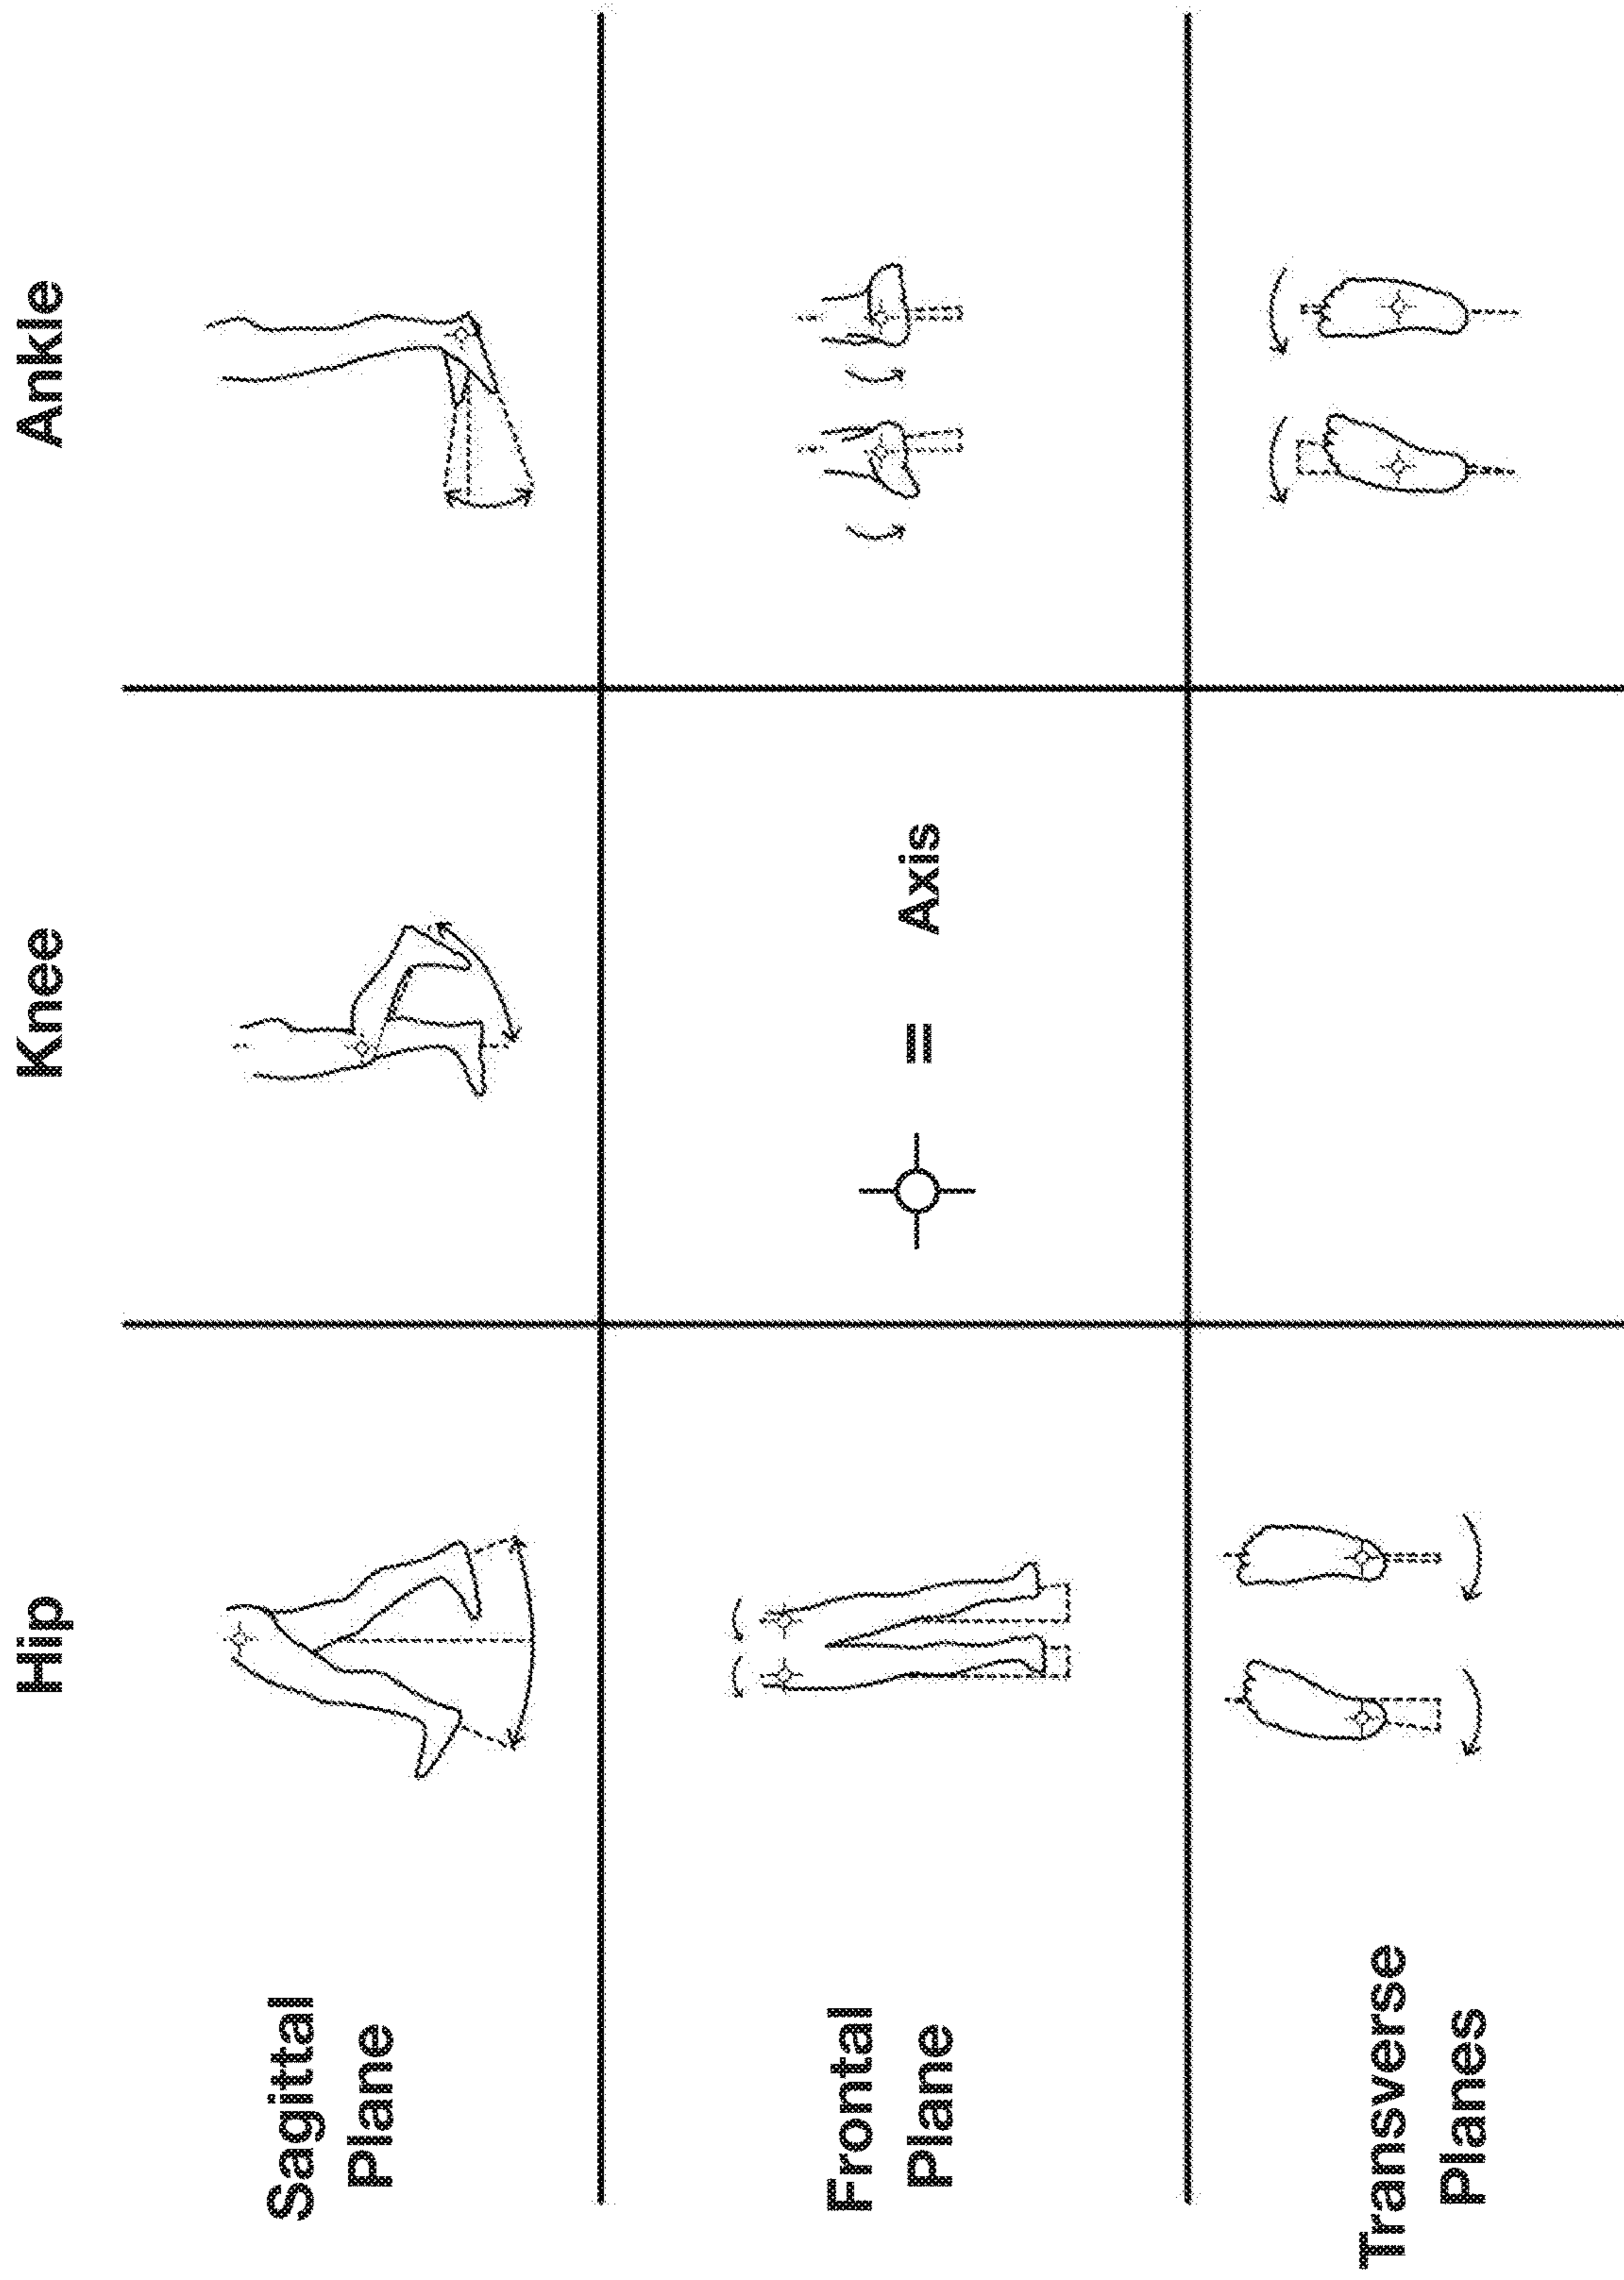 Hip
Knee
Ankle
Sagittal
Plane
Frontal
Plane
= Axis
Transverse
Planes